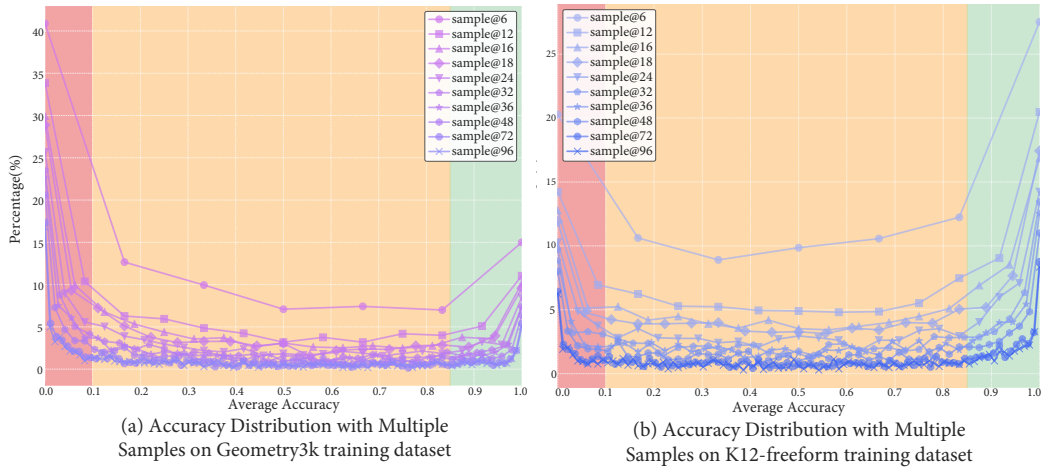 40
35
30
25
20
15
10
5
0
Percentage(%)
sample@6
sample@12
sample@16
sample@18
sample@24
sample@32
sample@36
sample@48
sample@72
sample@96
0.0 0.1 0.2 0.3 0.4 0.5 0.6 0.7 0.8 0.9 1.0
Average Accuracy
(a) Accuracy Distribution with Multiple
Samples on Geometry3k training dataset
25
20
15
10
5
0
sample@6
sample@12
sample@16
sample@18
sample@24
sample@32
sample@36
sample@48
sample@72
sample@96
0.0 0.1 0.2 0.3 0.4 0.5 0.6 0.7 0.8 0.9 1.0
Average Accuracy
(b) Accuracy Distribution with Multiple
Samples on K12-freeform training dataset